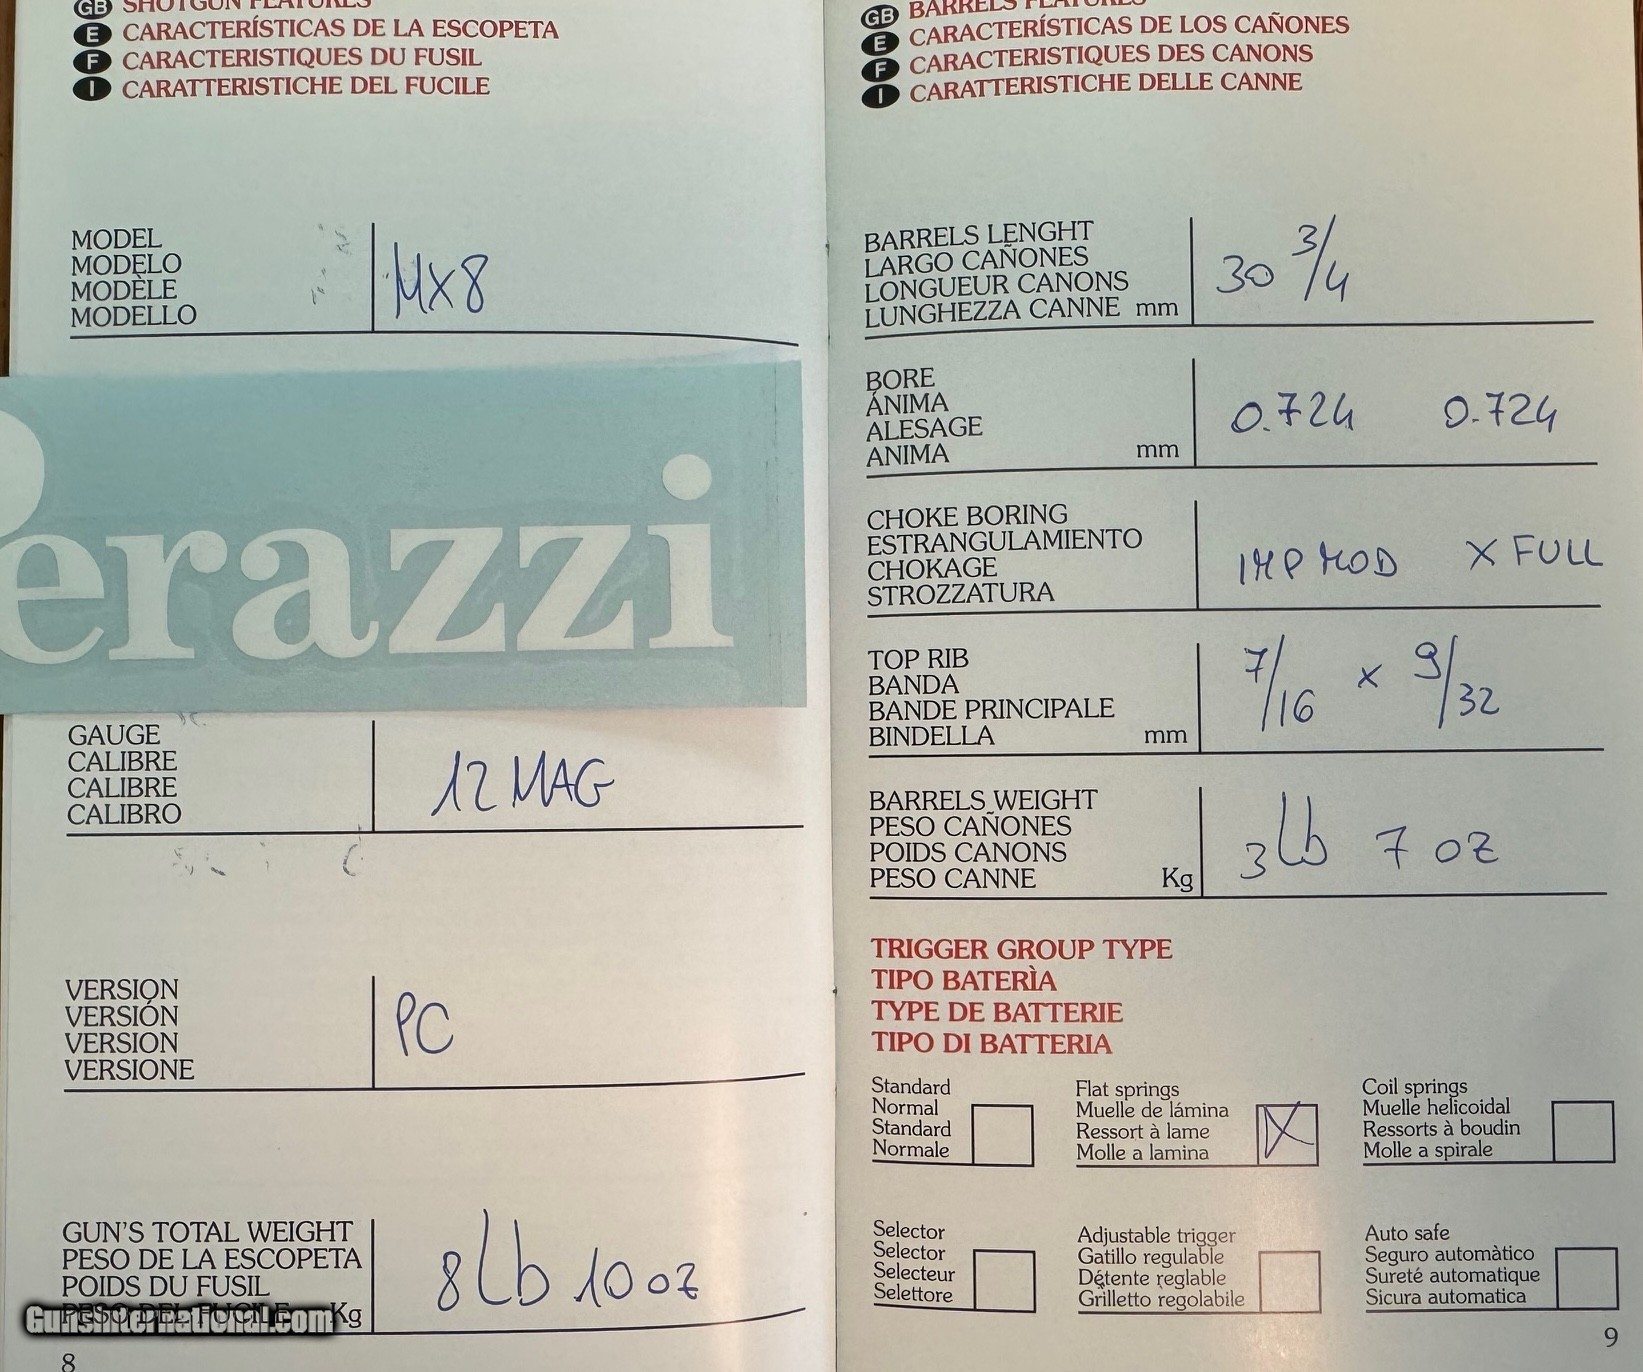 GB SHOTGUN FEATURES
E CARACTERÍSTICAS DE LA ESCOPETA
F CARACTERISTIQUES DU FUSIL
I CARATTERISTICHE DEL FUCILE
MODEL
MODELO
MODÈLE
MODELLO
MX8
Perazzi
GAUGE
CALIBRE
CALIBRE
CALIBRO
12 MAG
VERSION
VERSIÓN
VERSION
VERSIONE
PC
GUN'S TOTAL WEIGHT
PESO DE LA ESCOPETA
POIDS DU FUSIL
PESO DEL FUCILE Kg
8 Lb 10 oz
GunsInternational.com
8
GB BARRELS FEATURES
E CARACTERÍSTICAS DE LOS CAÑONES
F CARACTERISTIQUES DES CANONS
I CARATTERISTICHE DELLE CANNE
BARRELS LENGHT
LARGO CAÑONES
LONGUEUR CANONS
LUNGHEZZA CANNE mm
30 3/4
BORE
ÁNIMA
ALESAGE
ANIMA mm
0.724 0.724
CHOKE BORING
ESTRANGULAMIENTO
CHOKAGE
STROZZATURA
IMP MOD X FULL
TOP RIB
BANDA
BANDE PRINCIPALE
BINDELLA mm
7/16 x 9/32
BARRELS WEIGHT
PESO CAÑONES
POIDS CANONS
PESO CANNE Kg
3 Lb 7 oz
TRIGGER GROUP TYPE
TIPO BATERÌA
TYPE DE BATTERIE
TIPO DI BATTERIA
Standard
Normal
Standard
Normale
Flat springs
Muelle de lámina
Ressort à lame
Molle a lamina
X
Coil springs
Muelle helicoidal
Ressorts à boudin
Molle a spirale
Selector
Selector
Selecteur
Selettore
Adjustable trigger
Gatillo regulable
Détente reglable
Grilletto regolabile
Auto safe
Seguro automàtico
Sureté automatique
Sicura automatica
9